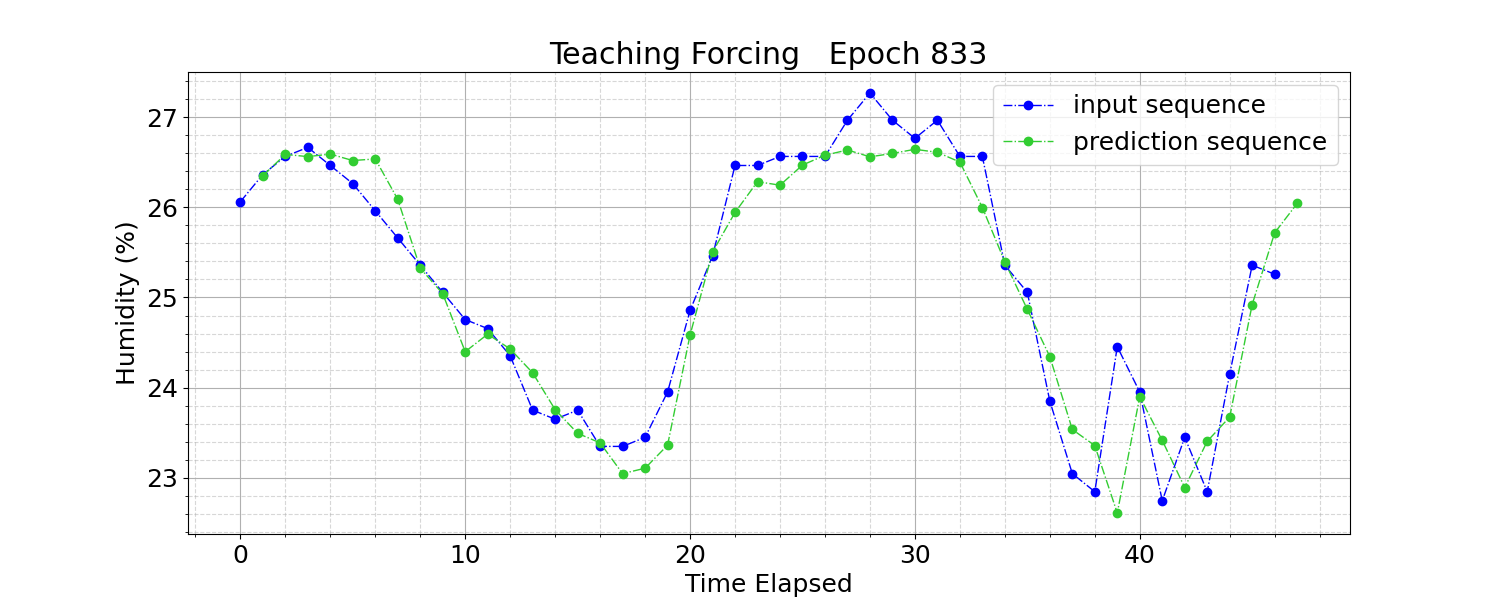 Teaching Forcing   Epoch 833
input sequence
prediction sequence
Humidity (%)
27
26
25
24
23
0 10 20 30 40
Time Elapsed